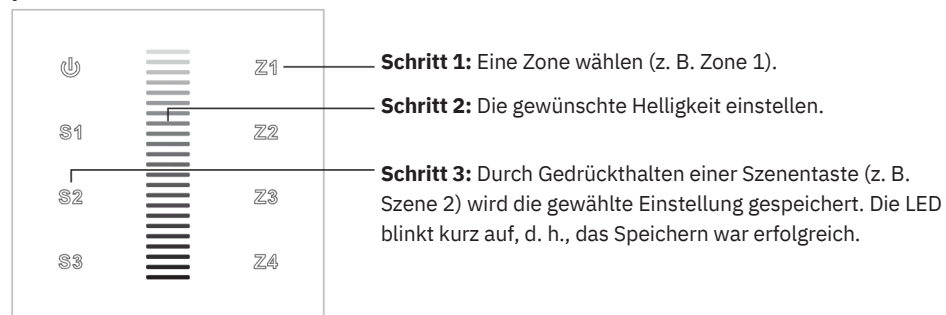 Z1
S1
Z2
S2
Z3
S3
Z4
Schritt 1: Eine Zone wählen (z. B. Zone 1).
Schritt 2: Die gewünschte Helligkeit einstellen.
Schritt 3: Durch Gedrückthalten einer Szenentaste (z. B.
Szene 2) wird die gewählte Einstellung gespeichert. Die LED
blinkt kurz auf, d. h., das Speichern war erfolgreich.